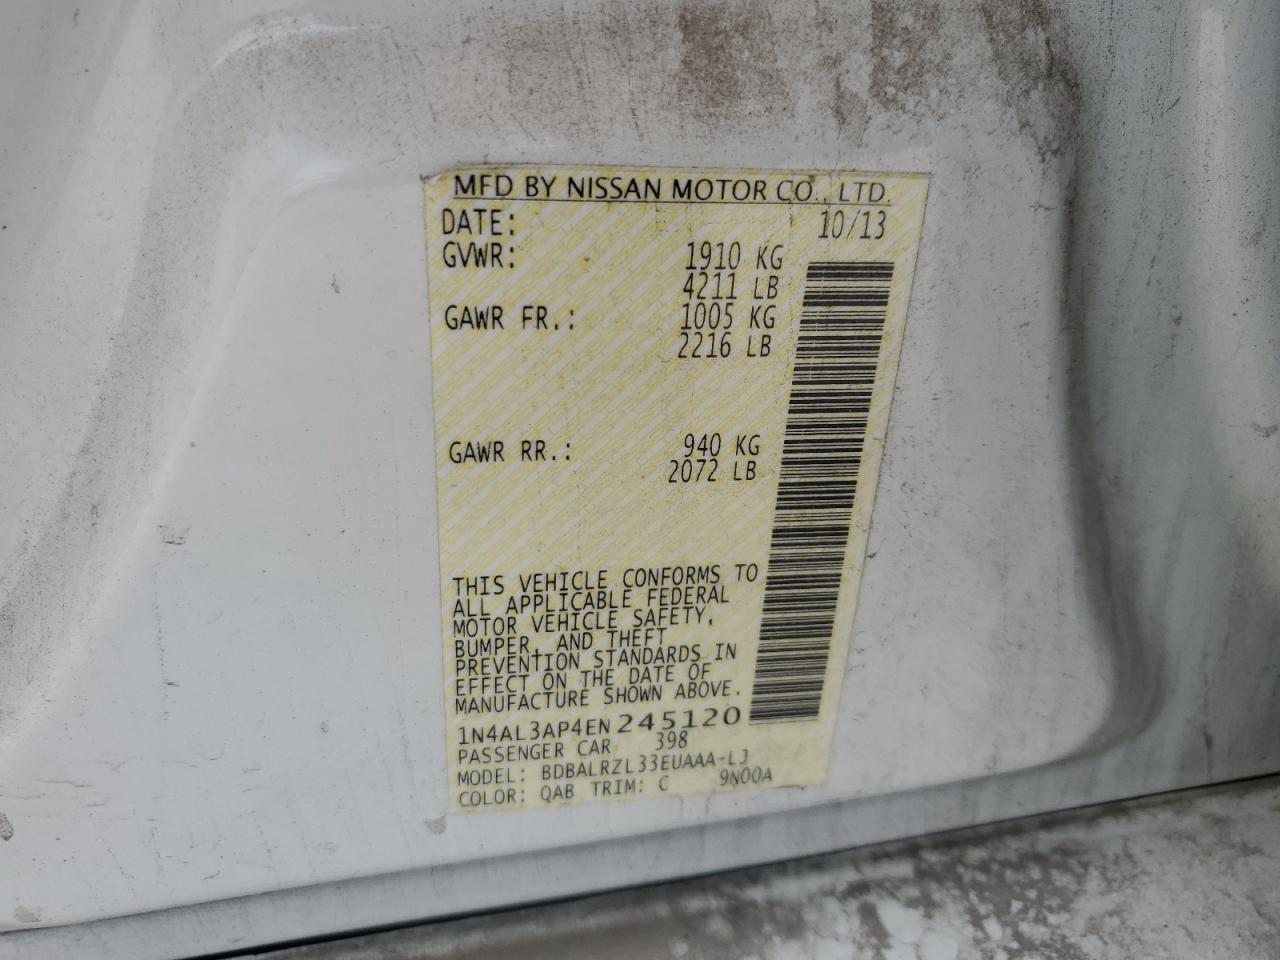 MFD BY NISSAN MOTOR CO., LTD.
DATE: 10/13
GVWR: 1910 KG
4211 LB
GAWR FR.: 1005 KG
2216 LB
GAWR RR.: 940 KG
2072 LB
THIS VEHICLE CONFORMS TO
ALL APPLICABLE FEDERAL
MOTOR VEHICLE SAFETY,
BUMPER, AND THEFT
PREVENTION STANDARDS IN
EFFECT ON THE DATE OF
MANUFACTURE SHOWN ABOVE.
1N4AL3AP4EN245120
PASSENGER CAR 398
MODEL: BDBALRZL33EUAAA-LJ
COLOR: QAB TRIM: C 9N00A